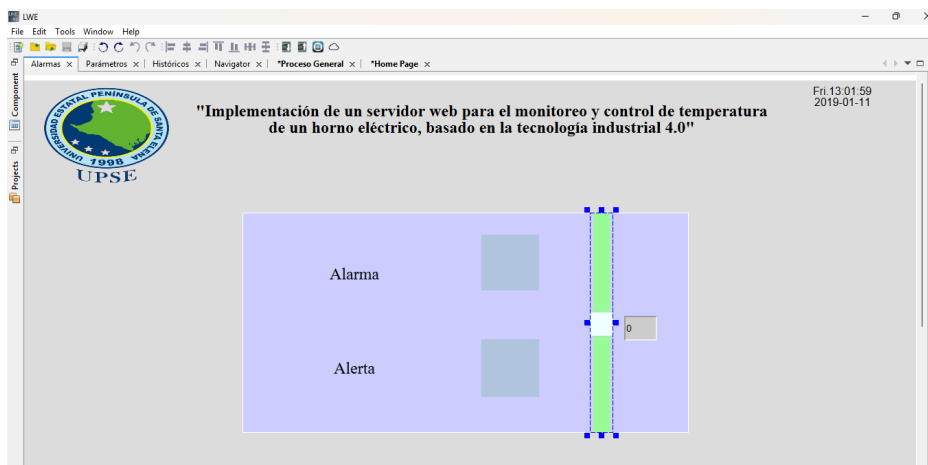 LWE
File Edit Tools Window Help
Alarmas x Parámetros x Históricos x Navigator x *Proceso General x *Home Page x
Component
Projects
UNIVERSIDAD ESTATAL PENÍNSULA DE SANTA ELENA
1998
UPSE
"Implementación de un servidor web para el monitoreo y control de temperatura
de un horno eléctrico, basado en la tecnología industrial 4.0"
Fri.13:01:59
2019-01-11
Alarma
0
Alerta